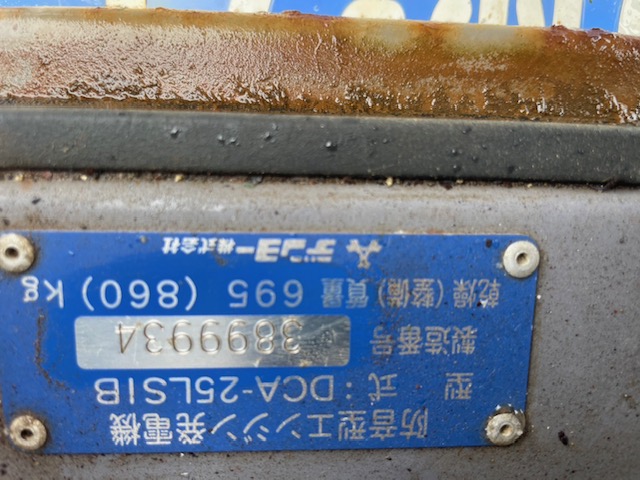 防音型エンジン発電機
型 式：DCA-25LSIB
製造番号 3899934
乾燥(整備)質量 695 (860) kg
デンヨー株式会社